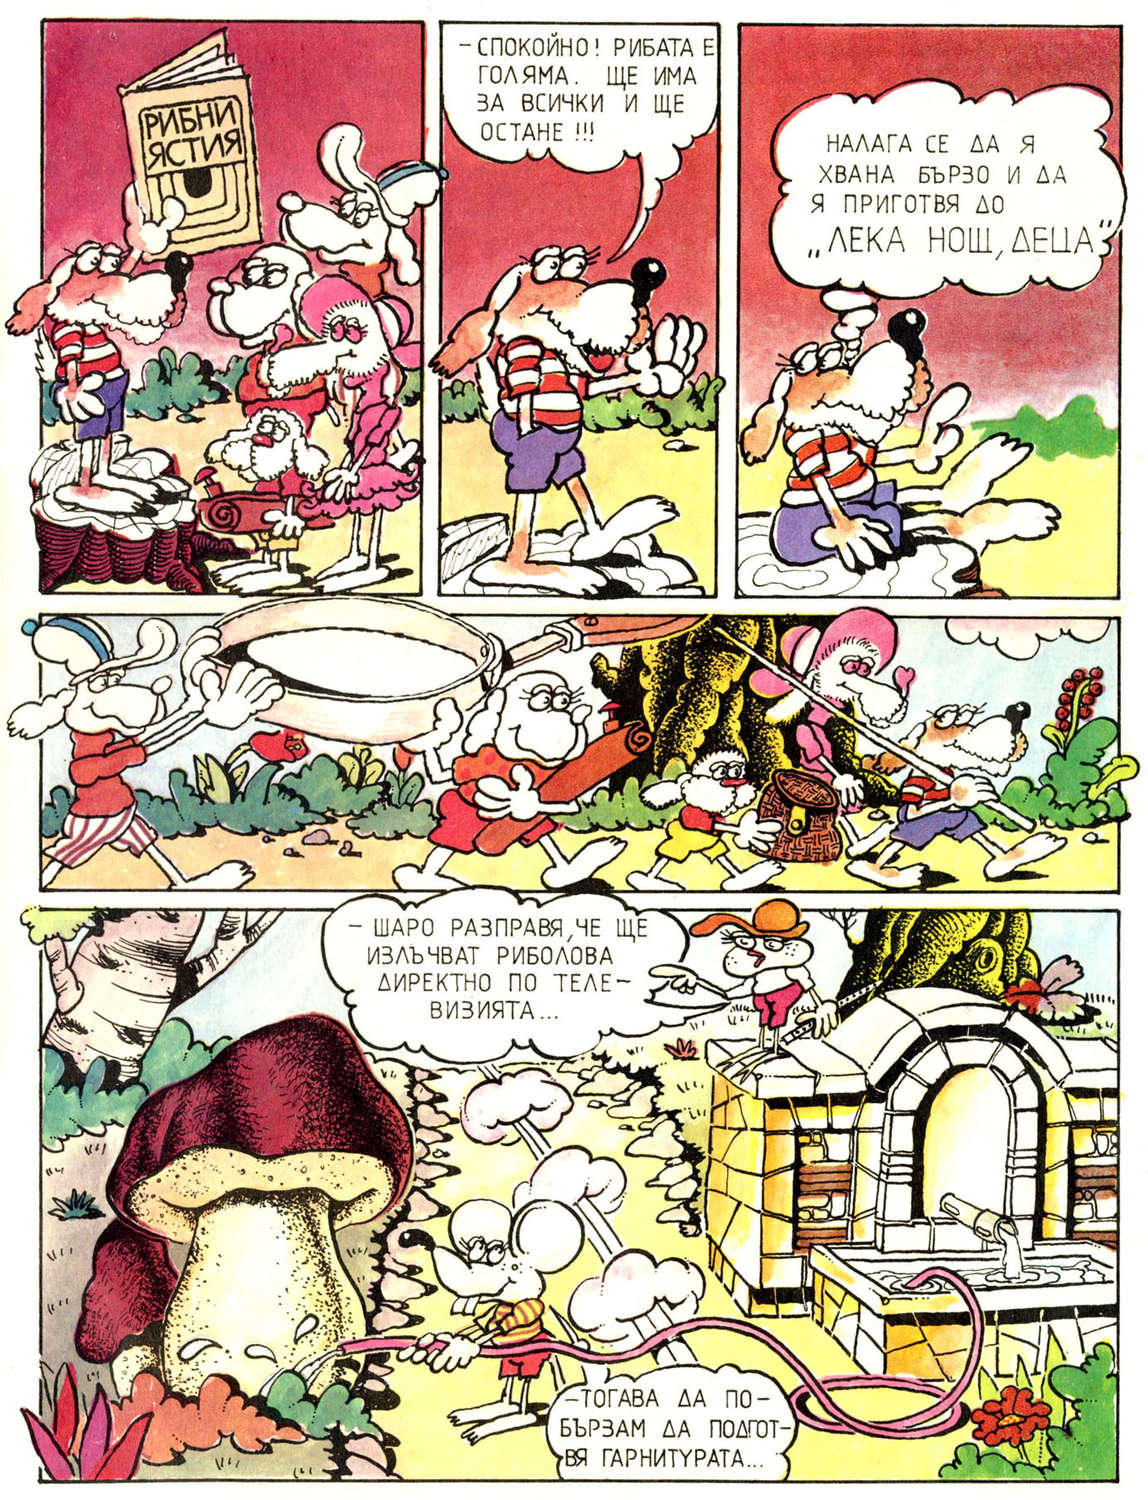 РИБНИ
ЯСТИЯ
- СПОКОЙНО! РИБАТА Е
ГОЛЯМА. ЩЕ ИМА
ЗА ВСИЧКИ И ЩЕ
ОСТАНЕ !!!
НАЛАГА СЕ ДА Я
ХВАНА БЪРЗО И ДА
Я ПРИГОТВЯ ДО
„ЛЕКА НОЩ, ДЕЦА"
- ШАРО РАЗПРАВЯ, ЧЕ ЩЕ
ИЗЛЪЧВАТ РИБОЛОВА
ДИРЕКТНО ПО ТЕЛЕ-
ВИЗИЯТА...
-ТОГАВА ДА ПО-
БЪРЗАМ ДА ПОДГОТ-
ВЯ ГАРНИТУРАТА...